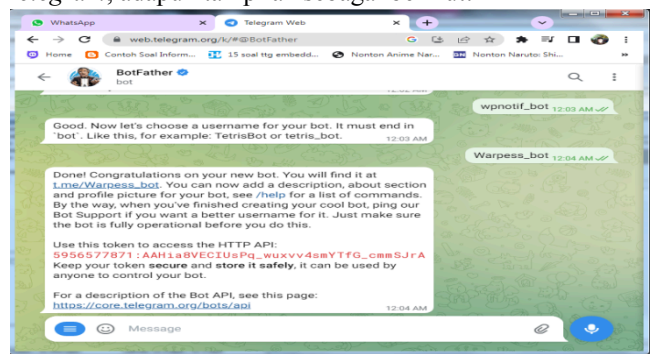 WhatsApp
Telegram Web
web.telegram.org/k/#@BotFather
Home
Contoh Soal Inform...
15 soal ttg embedd...
Nonton Anime Nar...
Nonton Naruto: Shi...
BotFather
bot
wpnotif_bot 12:03 AM
Good. Now let's choose a username for your bot. It must end in
`bot`. Like this, for example: TetrisBot or tetris_bot.
12:03 AM
Warpess_bot 12:04 AM
Done! Congratulations on your new bot. You will find it at
t.me/Warpess_bot. You can now add a description, about section
and profile picture for your bot, see /help for a list of commands.
By the way, when you've finished creating your cool bot, ping our
Bot Support if you want a better username for it. Just make sure
the bot is fully operational before you do this.
Use this token to access the HTTP API:
5956577871:AAHia8VECIUsPq_wuxvv4smYTfG_cmmSJrA
Keep your token secure and store it safely, it can be used by
anyone to control your bot.
For a description of the Bot API, see this page:
https://core.telegram.org/bots/api
12:04 AM
Message